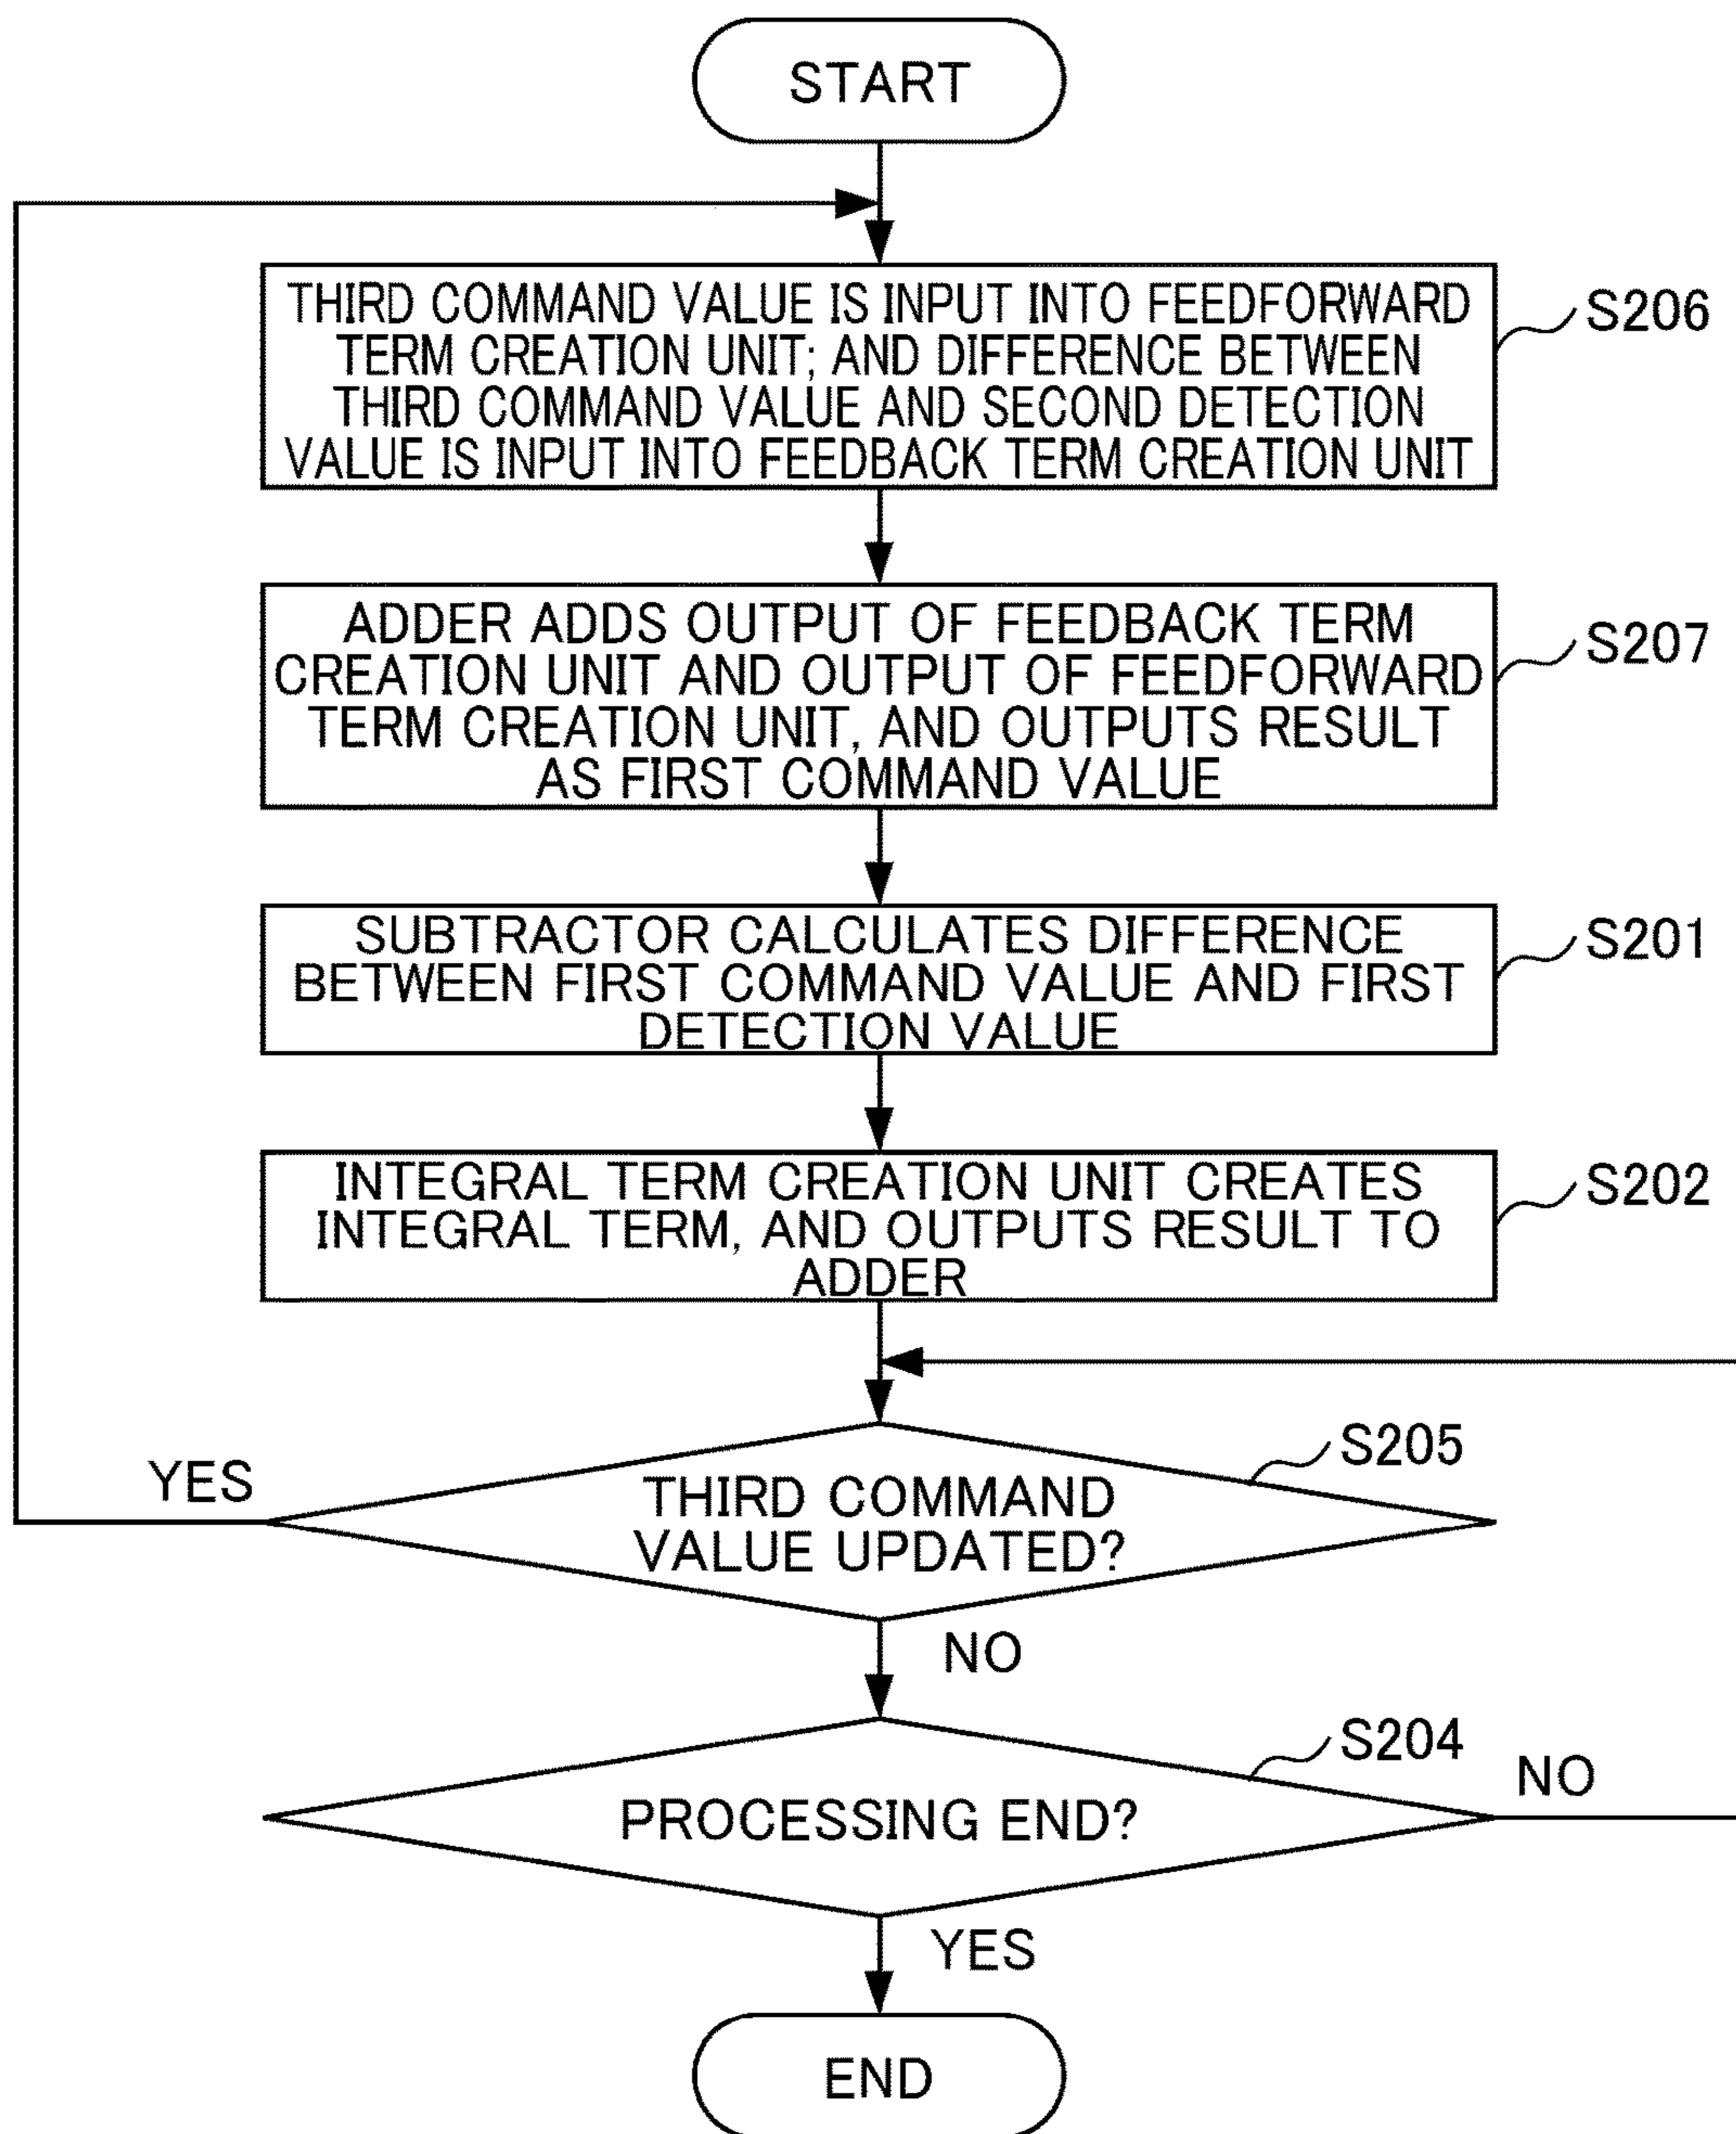 START
THIRD COMMAND VALUE IS INPUT INTO FEEDFORWARD
TERM CREATION UNIT; AND DIFFERENCE BETWEEN
THIRD COMMAND VALUE AND SECOND DETECTION
VALUE IS INPUT INTO FEEDBACK TERM CREATION UNIT
S206
ADDER ADDS OUTPUT OF FEEDBACK TERM
CREATION UNIT AND OUTPUT OF FEEDFORWARD
TERM CREATION UNIT, AND OUTPUTS RESULT
AS FIRST COMMAND VALUE
S207
SUBTRACTOR CALCULATES DIFFERENCE
BETWEEN FIRST COMMAND VALUE AND FIRST
DETECTION VALUE
S201
INTEGRAL TERM CREATION UNIT CREATES
INTEGRAL TERM, AND OUTPUTS RESULT TO
ADDER
S202
S205
YES
THIRD COMMAND
VALUE UPDATED?
NO
S204
NO
PROCESSING END?
YES
END